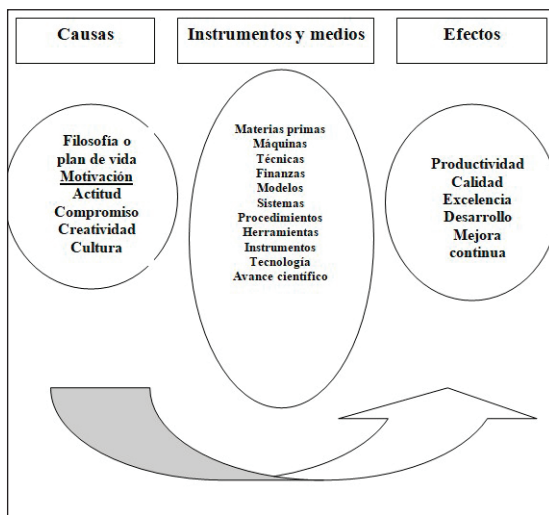 Causas
Instrumentos y medios
Efectos
Filosofía o
plan de vida
Motivación
Actitud
Compromiso
Creatividad
Cultura
Materias primas
Máquinas
Técnicas
Finanzas
Modelos
Sistemas
Procedimientos
Herramientas
Instrumentos
Tecnología
Avance científico
Productividad
Calidad
Excelencia
Desarrollo
Mejora
continua